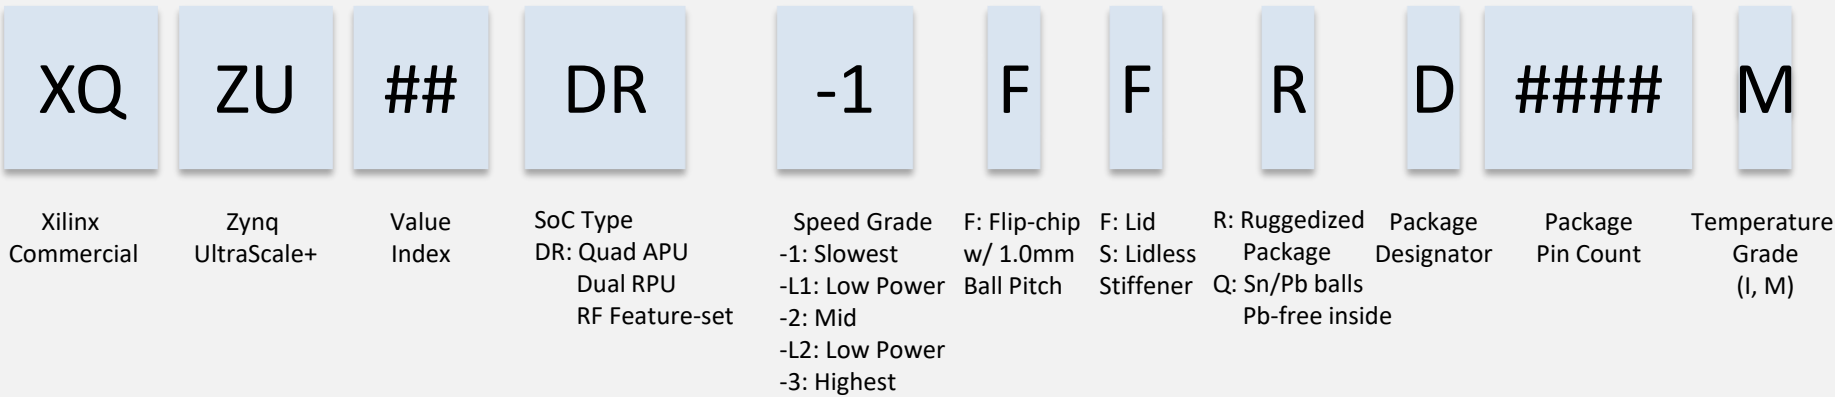 XQ ZU ## DR -1 F F R D #### M
Xilinx
Commercial
Zynq
UltraScale+
Value
Index
SoC Type
DR: Quad APU
Dual RPU
RF Feature-set
Speed Grade
-1: Slowest
-L1: Low Power
-2: Mid
-L2: Low Power
-3: Highest
F: Flip-chip
w/ 1.0mm
Ball Pitch
F: Lid
S: Lidless
Stiffener
R: Ruggedized
Package
Q: Sn/Pb balls
Pb-free inside
Package
Designator
Package
Pin Count
Temperature
Grade
(I, M)